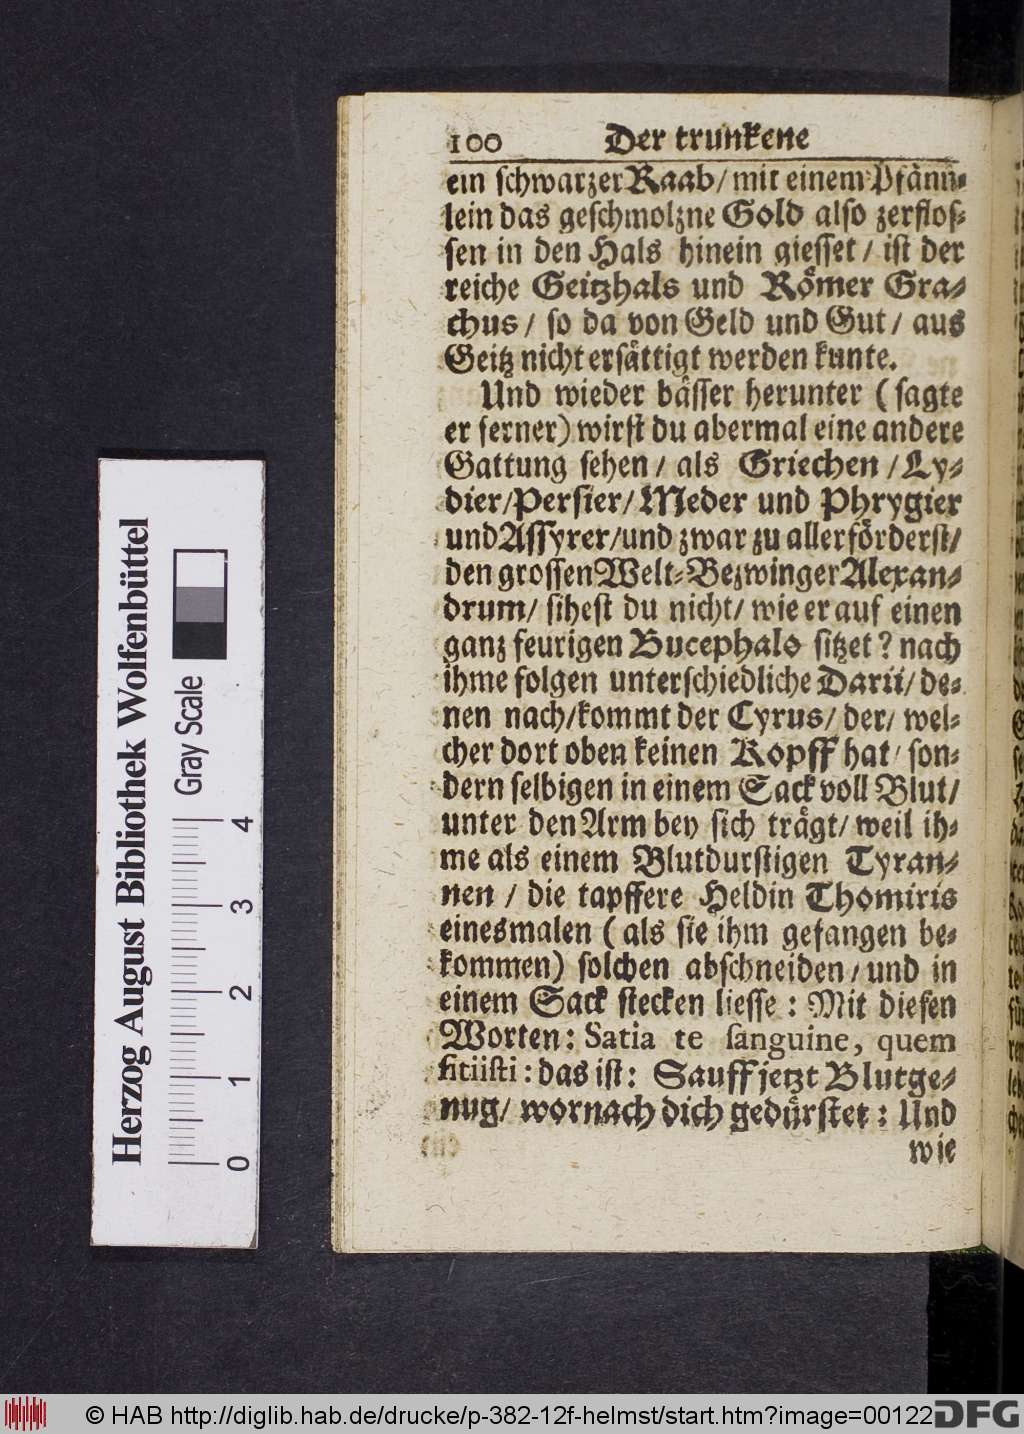 100 Der trunkene
ein schwarzer Raab/ mit einem Pfänn-
lein das geschmolzne Gold also zerflos-
sen in den Hals hinein giesset/ ist der
reiche Geitzhals und Römer Gra-
chus/ so da von Geld und Gut/ aus
Geitz nicht ersättigt werden kunte.
Und wieder bässer herunter (sagte
er ferner) wirst du abermal eine andere
Gattung sehen/ als Griechen/ Ly-
dier/ Persier/ Meder und Phrygier
und Assyrer/ und zwar zu allerförderst/
den grossen Welt-Bezwinger Alexan-
drum/ sihest du nicht/ wie er auf einen
ganz feurigen Bucephalo sitzet? nach
ihme folgen unterschiedliche Darii/ de-
nen nach/ kommt der Cyrus/ der/ wel-
cher dort oben keinen Kopff hat/ son-
dern selbigen in einem Sack voll Blut/
unter den Arm bey sich trägt/ weil ih-
me als einem Blutdurstigen Tyran-
nen/ die tapffere Heldin Thomiris
einesmalen (als sie ihm gefangen be-
kommen) solchen abschneiden/ und in
einem Sack stecken liesse: Mit diesen
Worten: Satia te sanguine, quem
sitiisti: das ist: Sauff jetzt Blut ge-
nug/ wornach dich gedürstet: Und
wie
Herzog August Bibliothek Wolfenbüttel
Gray Scale
0 1 2 3 4
© HAB http://diglib.hab.de/drucke/p-382-12f-helmst/start.htm?image=00122
DFG